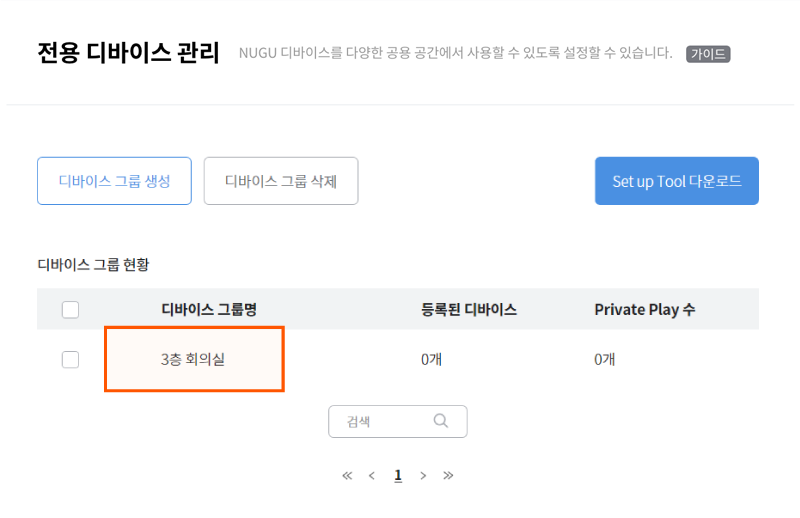 전용 디바이스 관리 NUGU 디바이스를 다양한 공용 공간에서 사용할 수 있도록 설정할 수 있습니다. 가이드
디바이스 그룹 생성 디바이스 그룹 삭제 Set up Tool 다운로드
디바이스 그룹 현황
디바이스 그룹명 등록된 디바이스 Private Play 수
3층 회의실 0개 0개
검색
« < 1 > »